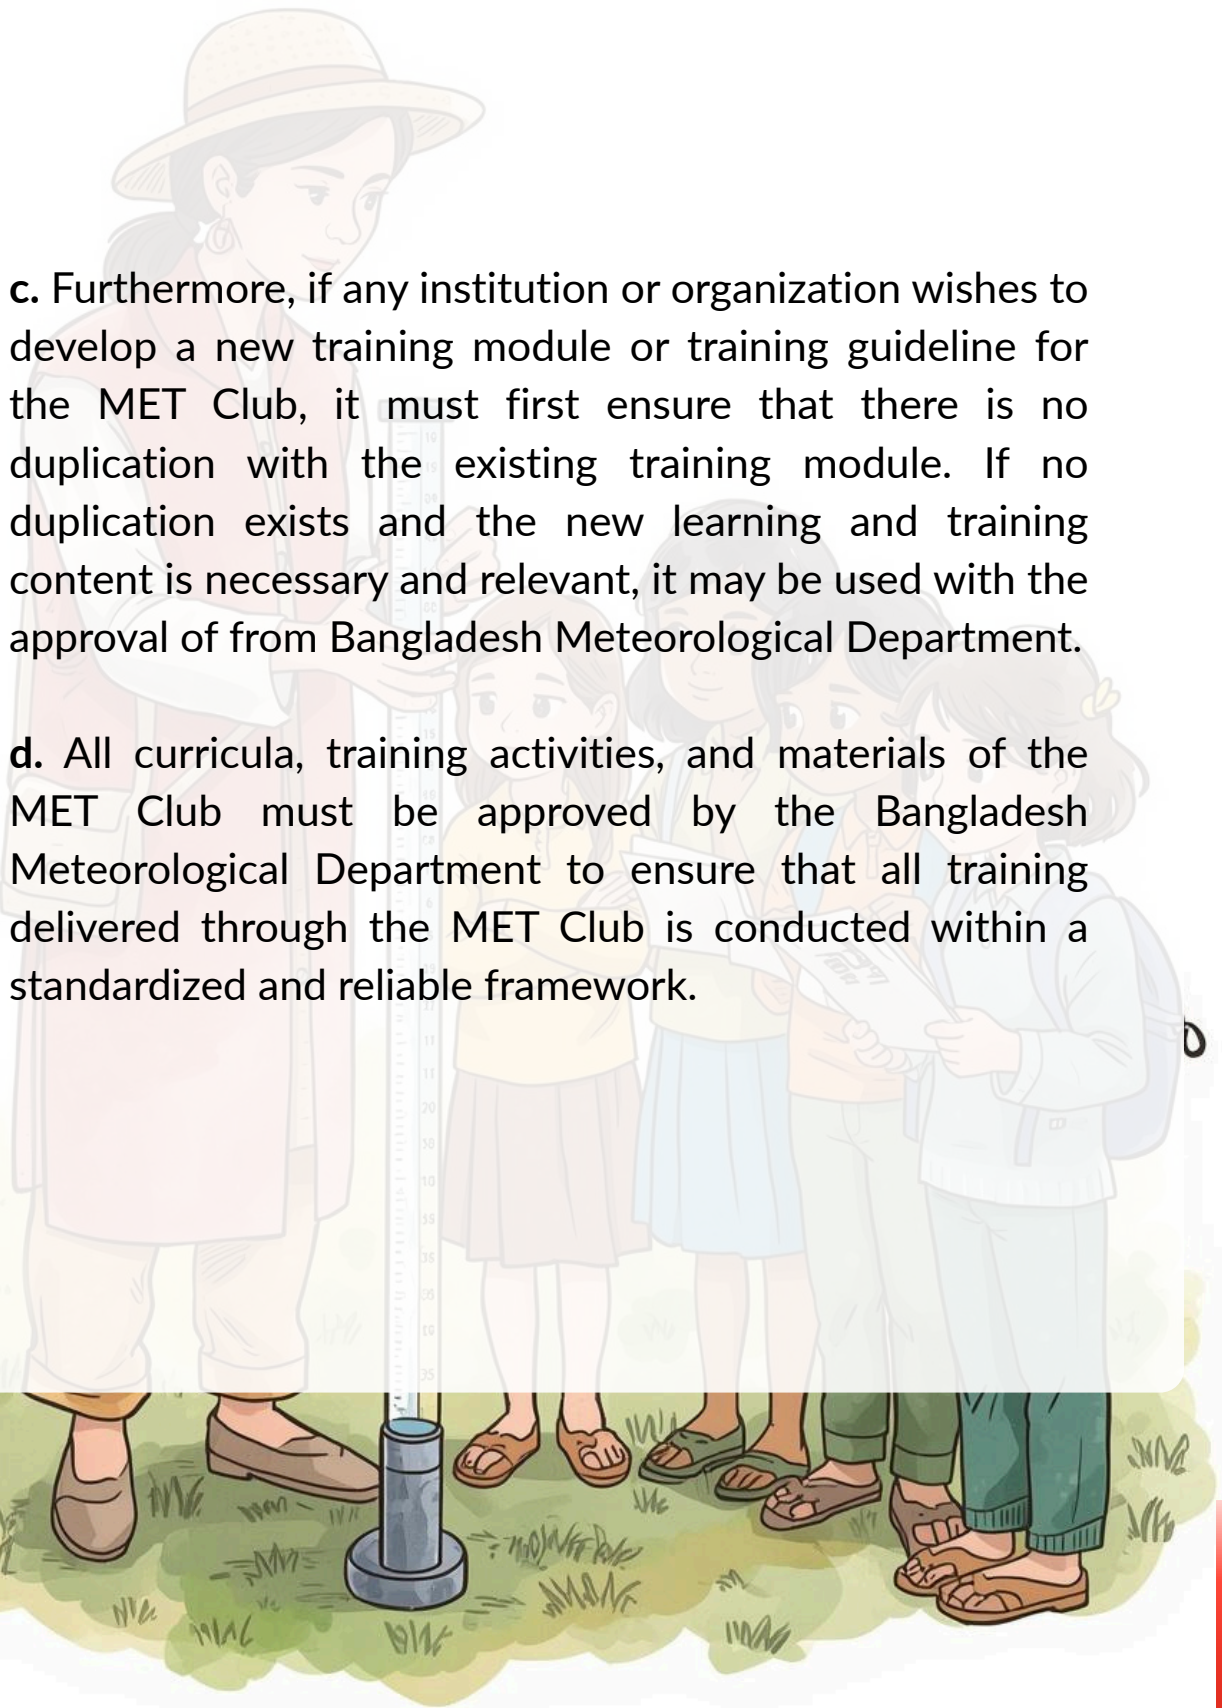 c. Furthermore, if any institution or organization wishes to
develop a new training module or training guideline for
the MET Club, it must first ensure that there is no
duplication with the existing training module. If no
duplication exists and the new learning and training
content is necessary and relevant, it may be used with the
approval of from Bangladesh Meteorological Department.
d. All curricula, training activities, and materials of the
MET Club must be approved by the Bangladesh
Meteorological Department to ensure that all training
delivered through the MET Club is conducted within a
standardized and reliable framework.